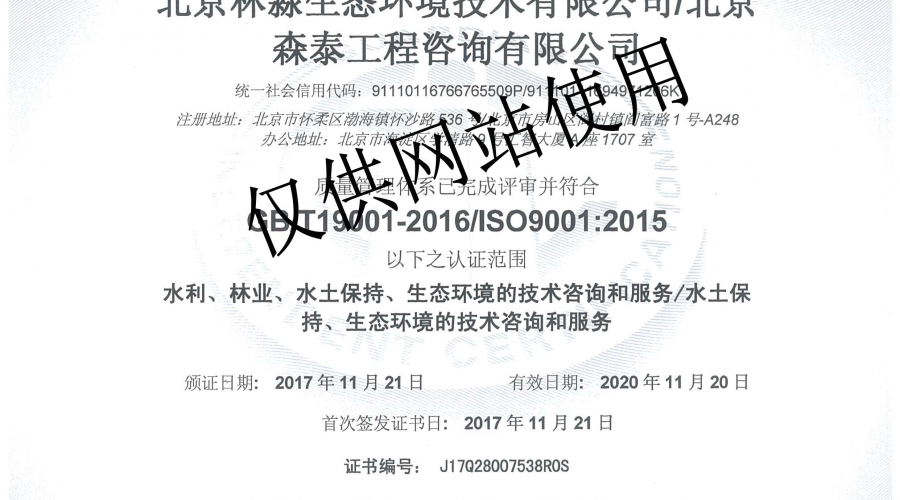 北京林淼生态环境技术有限公司/北京
森泰工程咨询有限公司
统一社会信用代码：91110116766765509P/
注册地址：北京市怀柔区渤海镇怀沙路 536 号/北京市房山区阎村镇阎富路 1 号-A248
办公地址：北京市海淀区 清路 9 号汇智大厦 A 座 1707 室
质量管理体系已完成评审并符合
GB/T19001-2016/ISO9001:2015
以下之认证范围
水利、林业、水土保持、生态环境的技术咨询和服务/水土保
持、生态环境的技术咨询和服务
颁证日期: 2017 年 11 月 21 日 有效日期: 2020 年 11 月 20 日
首次签发证书日: 2017 年 11 月 21 日
证书编号: J17Q28007538R0S
仅供网站使用